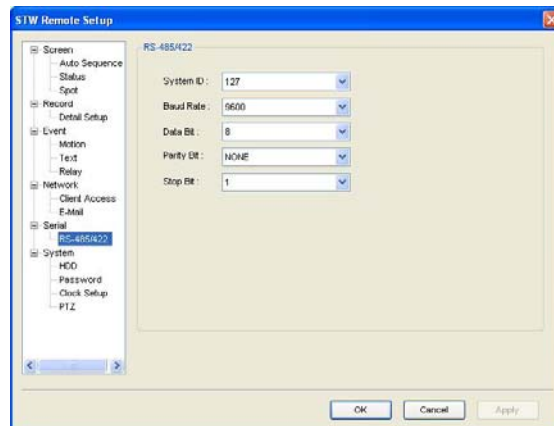 STW Remote Setup
Screen
Auto Sequence
Status
Spot
Record
Detail Setup
Event
Motion
Text
Relay
Network
Client Access
E-Mail
Serial
RS-485/422
System
HDD
Password
Clock Setup
PTZ
RS-485/422
System ID : 127
Baud Rate : 9600
Data Bit : 8
Parity Bit : NONE
Stop Bit : 1
OK Cancel Apply